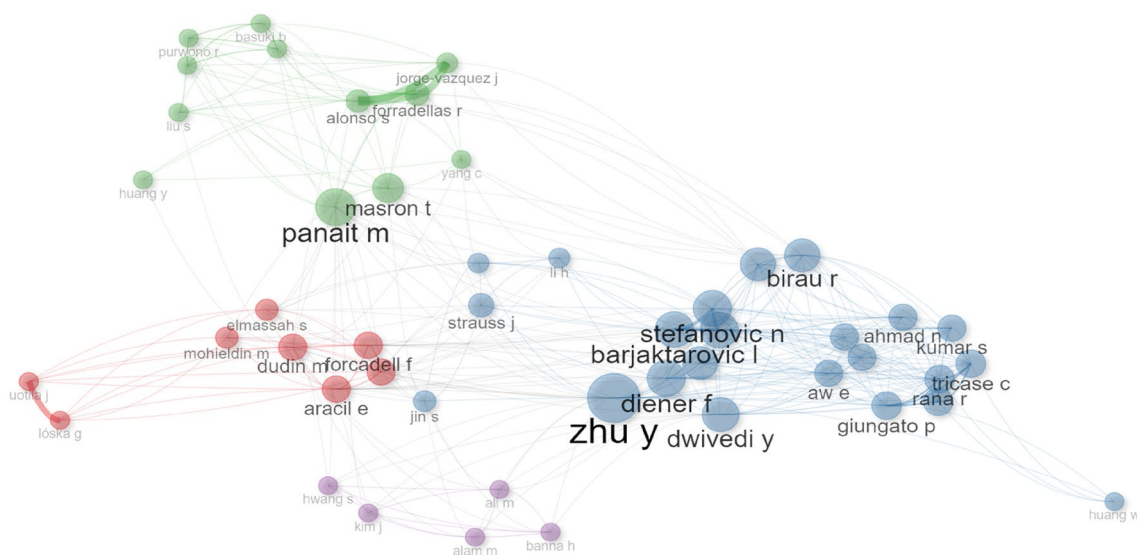 basuki b
purwono r
jorge-vazquez j
forradellas r
alonso s
liu s
yang c
huang y
masron t
panait m
li h
birau r
strauss j
elmassah s
stefanovic n
ahmad n
kumar s
mohieldin m
dudin m
forcadell f
barjaktarovic l
aw e
tricase c
uotila j
aracil e
jin s
diener f
rana r
lóska g
zhu y
dwivedi y
giungato p
hwang s
ali m
huang w
kim j
alam m
banna h